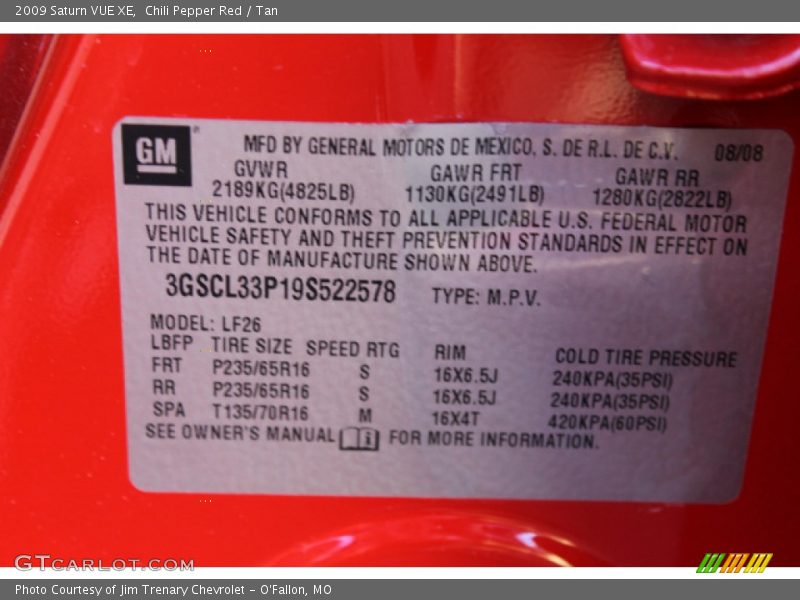 2009 Saturn VUE XE,  Chili Pepper Red / Tan
GM MFD BY GENERAL MOTORS DE MEXICO, S. DE R.L. DE C.V. 08/08
GVWR GAWR FRT GAWR RR
2189KG(4825LB) 1130KG(2491LB) 1280KG(2822LB)
THIS VEHICLE CONFORMS TO ALL APPLICABLE U.S. FEDERAL MOTOR
VEHICLE SAFETY AND THEFT PREVENTION STANDARDS IN EFFECT ON
THE DATE OF MANUFACTURE SHOWN ABOVE.
3GSCL33P19S522578 TYPE: M.P.V.
MODEL: LF26
LBFP TIRE SIZE SPEED RTG RIM COLD TIRE PRESSURE
FRT P235/65R16 S 16X6.5J 240KPA(35PSI)
RR P235/65R16 S 16X6.5J 240KPA(35PSI)
SPA T135/70R16 M 16X4T 420KPA(60PSI)
SEE OWNER'S MANUAL FOR MORE INFORMATION.
GTCARLOT.COM
Photo Courtesy of Jim Trenary Chevrolet - O'Fallon, MO